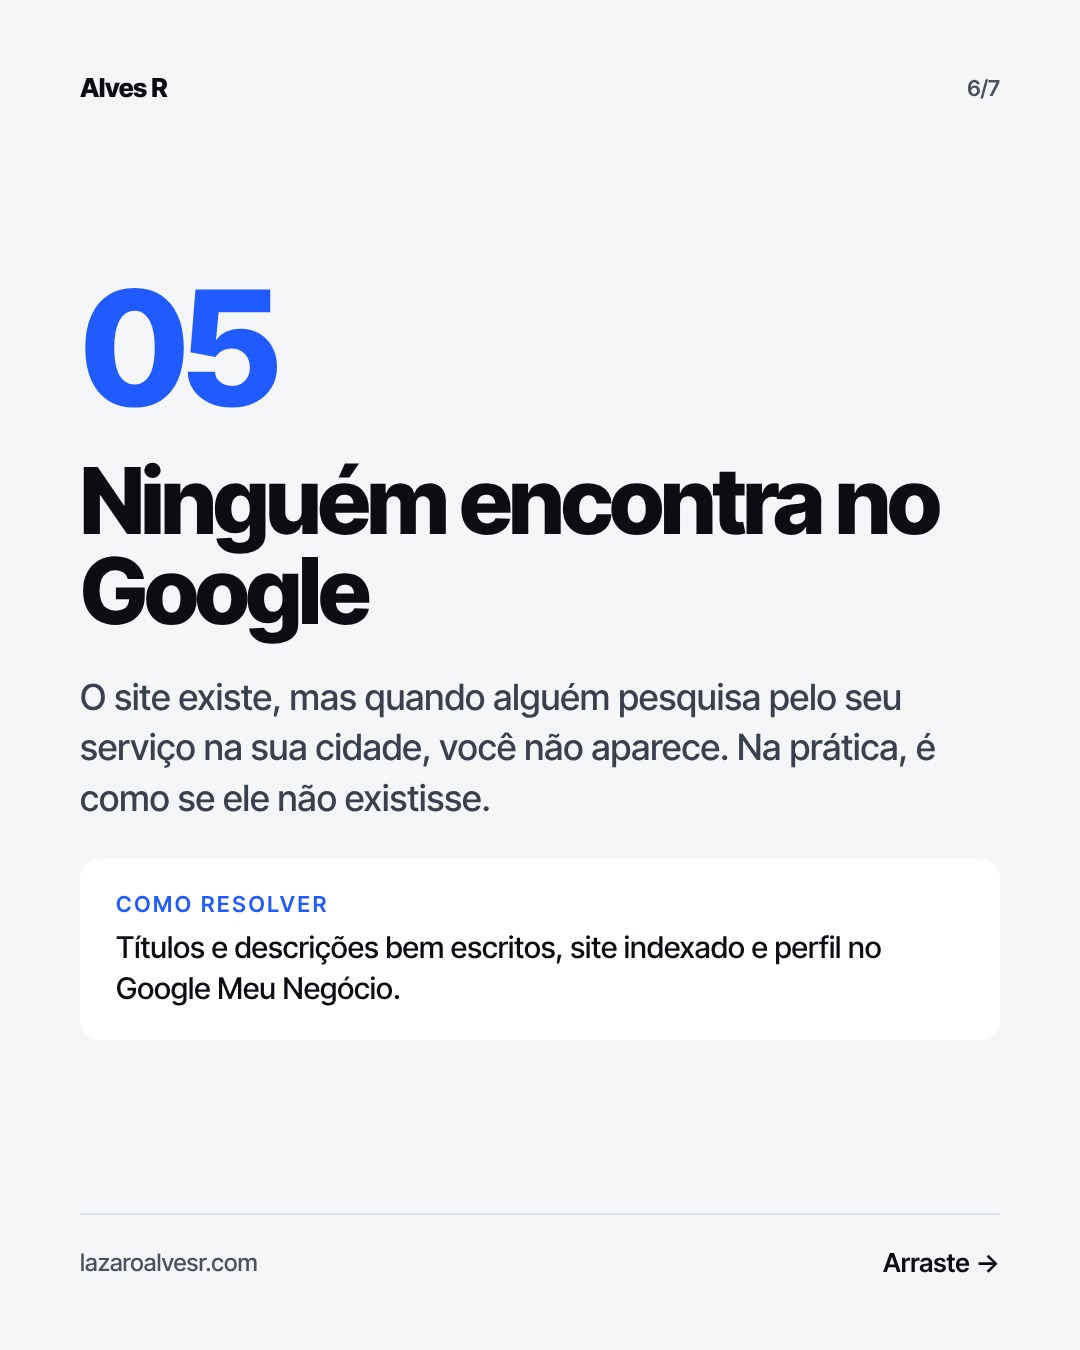 Alves R
6/7
05
Ninguém encontra no
Google
O site existe, mas quando alguém pesquisa pelo seu
serviço na sua cidade, você não aparece. Na prática, é
como se ele não existisse.
COMO RESOLVER
Títulos e descrições bem escritos, site indexado e perfil no
Google Meu Negócio.
lazaroalvesr.com
Arraste →